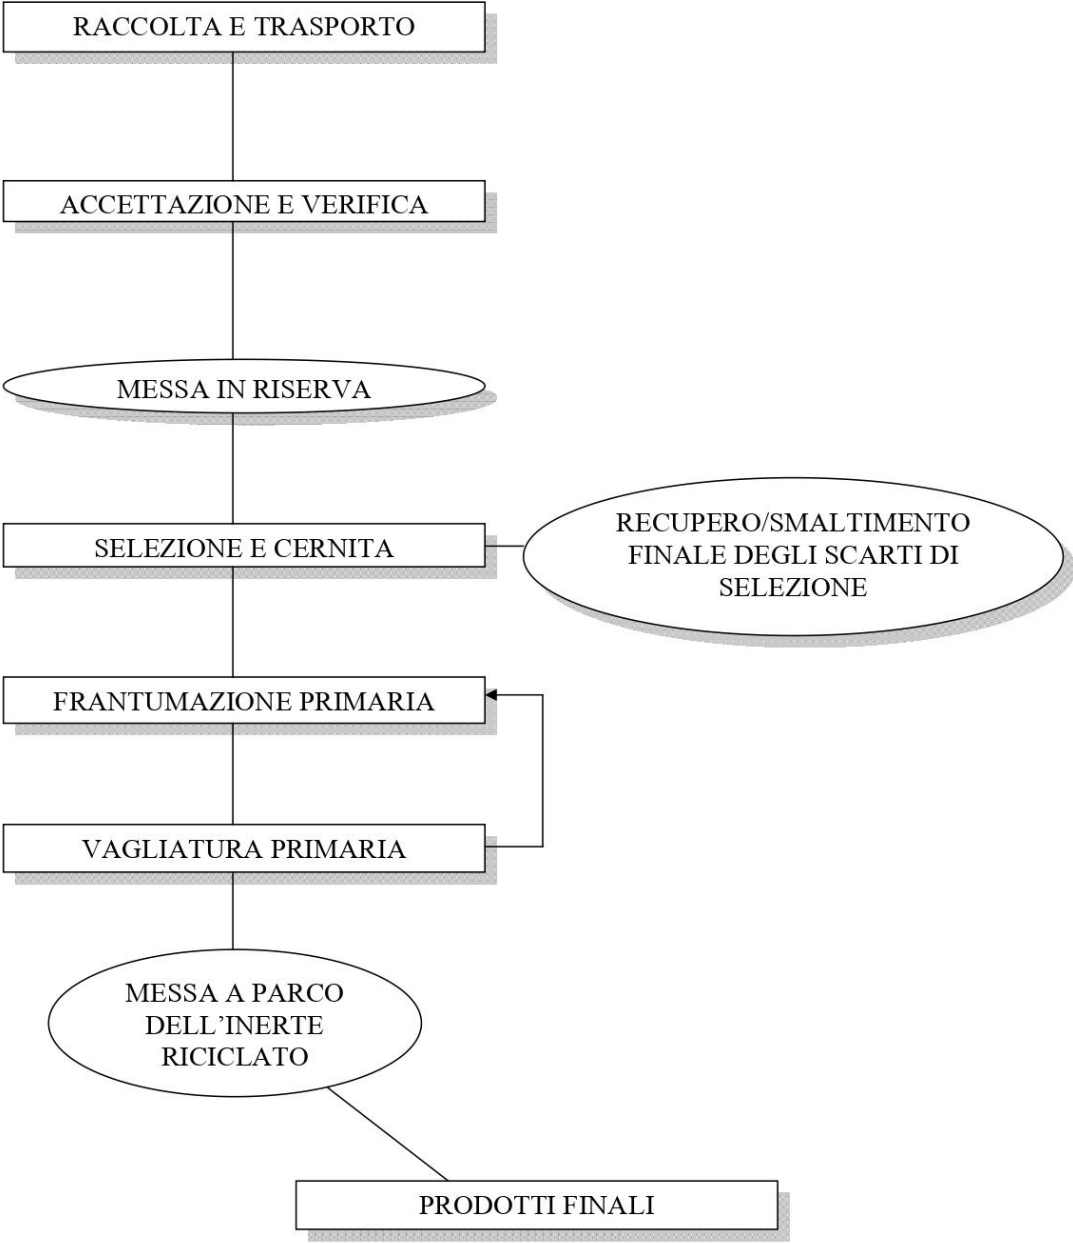 RACCOLTA E TRASPORTO
ACCETTAZIONE E VERIFICA
MESSA IN RISERVA
SELEZIONE E CERNITA
RECUPERO/SMALTIMENTO
FINALE DEGLI SCARTI DI
SELEZIONE
FRANTUMAZIONE PRIMARIA
VAGLIATURA PRIMARIA
MESSA A PARCO
DELL’INERTE
RICICLATO
PRODOTTI FINALI